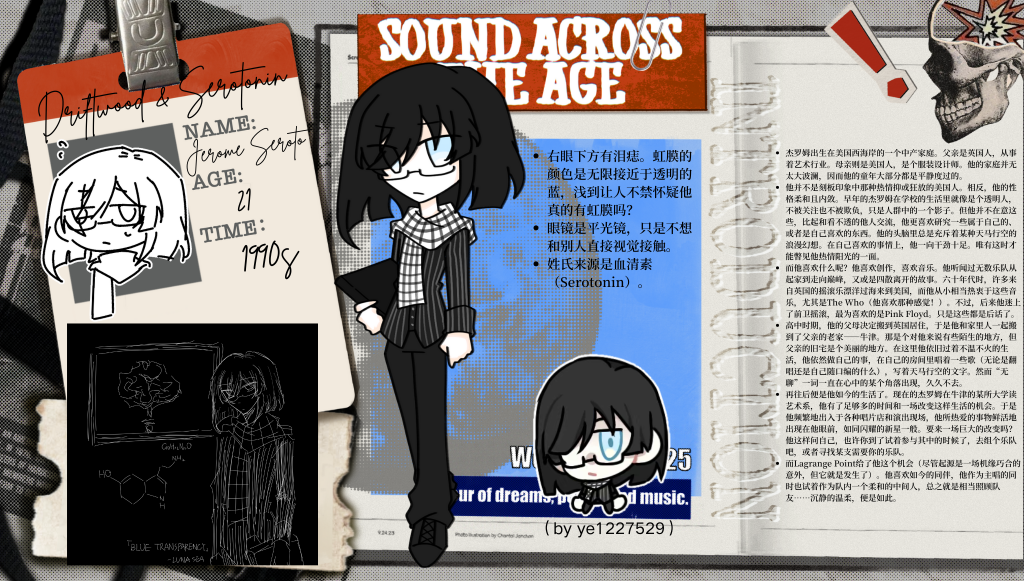 SOUND ACROSS
THE AGE
Driftwood & Serotonin
NAME:
Jerome Seroto
AGE:
21
TIME:
1990s
C₁₀H₁₂N₂O
NH₂
HO
N
H
「BLUE TRANSPARENCY」
-LUNA SEA
• 右眼下方有泪痣。虹膜的
颜色是无限接近于透明的
蓝，浅到让人不禁怀疑他
真的有虹膜吗？
• 眼镜是平光镜，只是不想
和别人直接视觉接触。
• 姓氏来源是血清素
（Serotonin）。
25
our of dreams,
d music.
( by ye1227529 )
9.24.23
Photo illustration by Chantal Jahchan
INTRODUCTION
• 杰罗姆出生在美国西海岸的一个中产家庭。父亲是英国人，从事
着艺术行业。母亲则是美国人，是个服装设计师。他的家庭并无
太大波澜，因而他的童年大部分都是平静度过的。
• 他并不是刻板印象中那种热情抑或狂放的美国人。相反，他的性
格柔和且内敛。早年的杰罗姆在学校的生活里就像是个透明人，
不被关注也不被欺负，只是人群中的一个影子。但他并不在意这
些，比起和看不透的他人交流，他更喜欢研究一些属于自己的，
或者是自己喜欢的东西。他的头脑里总充斥着某种天马行空的
浪漫幻想。在自己喜欢的事情上，他一向干劲十足。唯有这时才
能瞥见他热情阳光的一面。
• 而他喜欢什么呢？他喜欢创作，喜欢音乐。他听闻过无数乐队从
起家到走向巅峰，又或是四散离开的故事。六十年代时，许多来
自英国的摇滚乐漂洋过海来到美国，而他从小相当热衷于这些音
乐，尤其是The Who（他喜欢那种感觉！）。不过，后来他迷上
了前卫摇滚，最为喜欢的是Pink Floyd。只是这些都是后话了。
• 高中时期，他的父母决定搬到英国居住，于是他和家里人一起搬
到了父亲的老家——牛津。那是个对他来说有些陌生的地方，但
父亲的旧宅是个美丽的地方。在这里他依旧过着不温不火的生
活，他依然做自己的事，在自己的房间里唱着一些歌（无论是翻
唱还是自己随口编的什么），写着天马行空的文字。然而“无
聊”一词一直在心中的某个角落出现，久久不去。
• 再往后便是他如今的生活了。现在的杰罗姆在牛津的某所大学读
艺术系，他有了足够多的时间和一场改变这样生活的机会。于是
他频繁地出入于各种唱片店和演出现场，他所热爱的事物鲜活地
出现在他眼前，如同闪耀的新星一般。要来一场巨大的改变吗？
他这样问自己，也许你到了试着参与其中的时候了，去组个乐队
吧，或者寻找某支需要你的乐队。
• 而Lagrange Point给了他这个机会（尽管起源是一场机缘巧合的
意外，但它就是发生了）。他喜欢如今的同伴，他作为主唱的同
时也试着作为队内一个柔和的中间人，总之就是相当照顾队
友……沉静的温柔，便是如此。